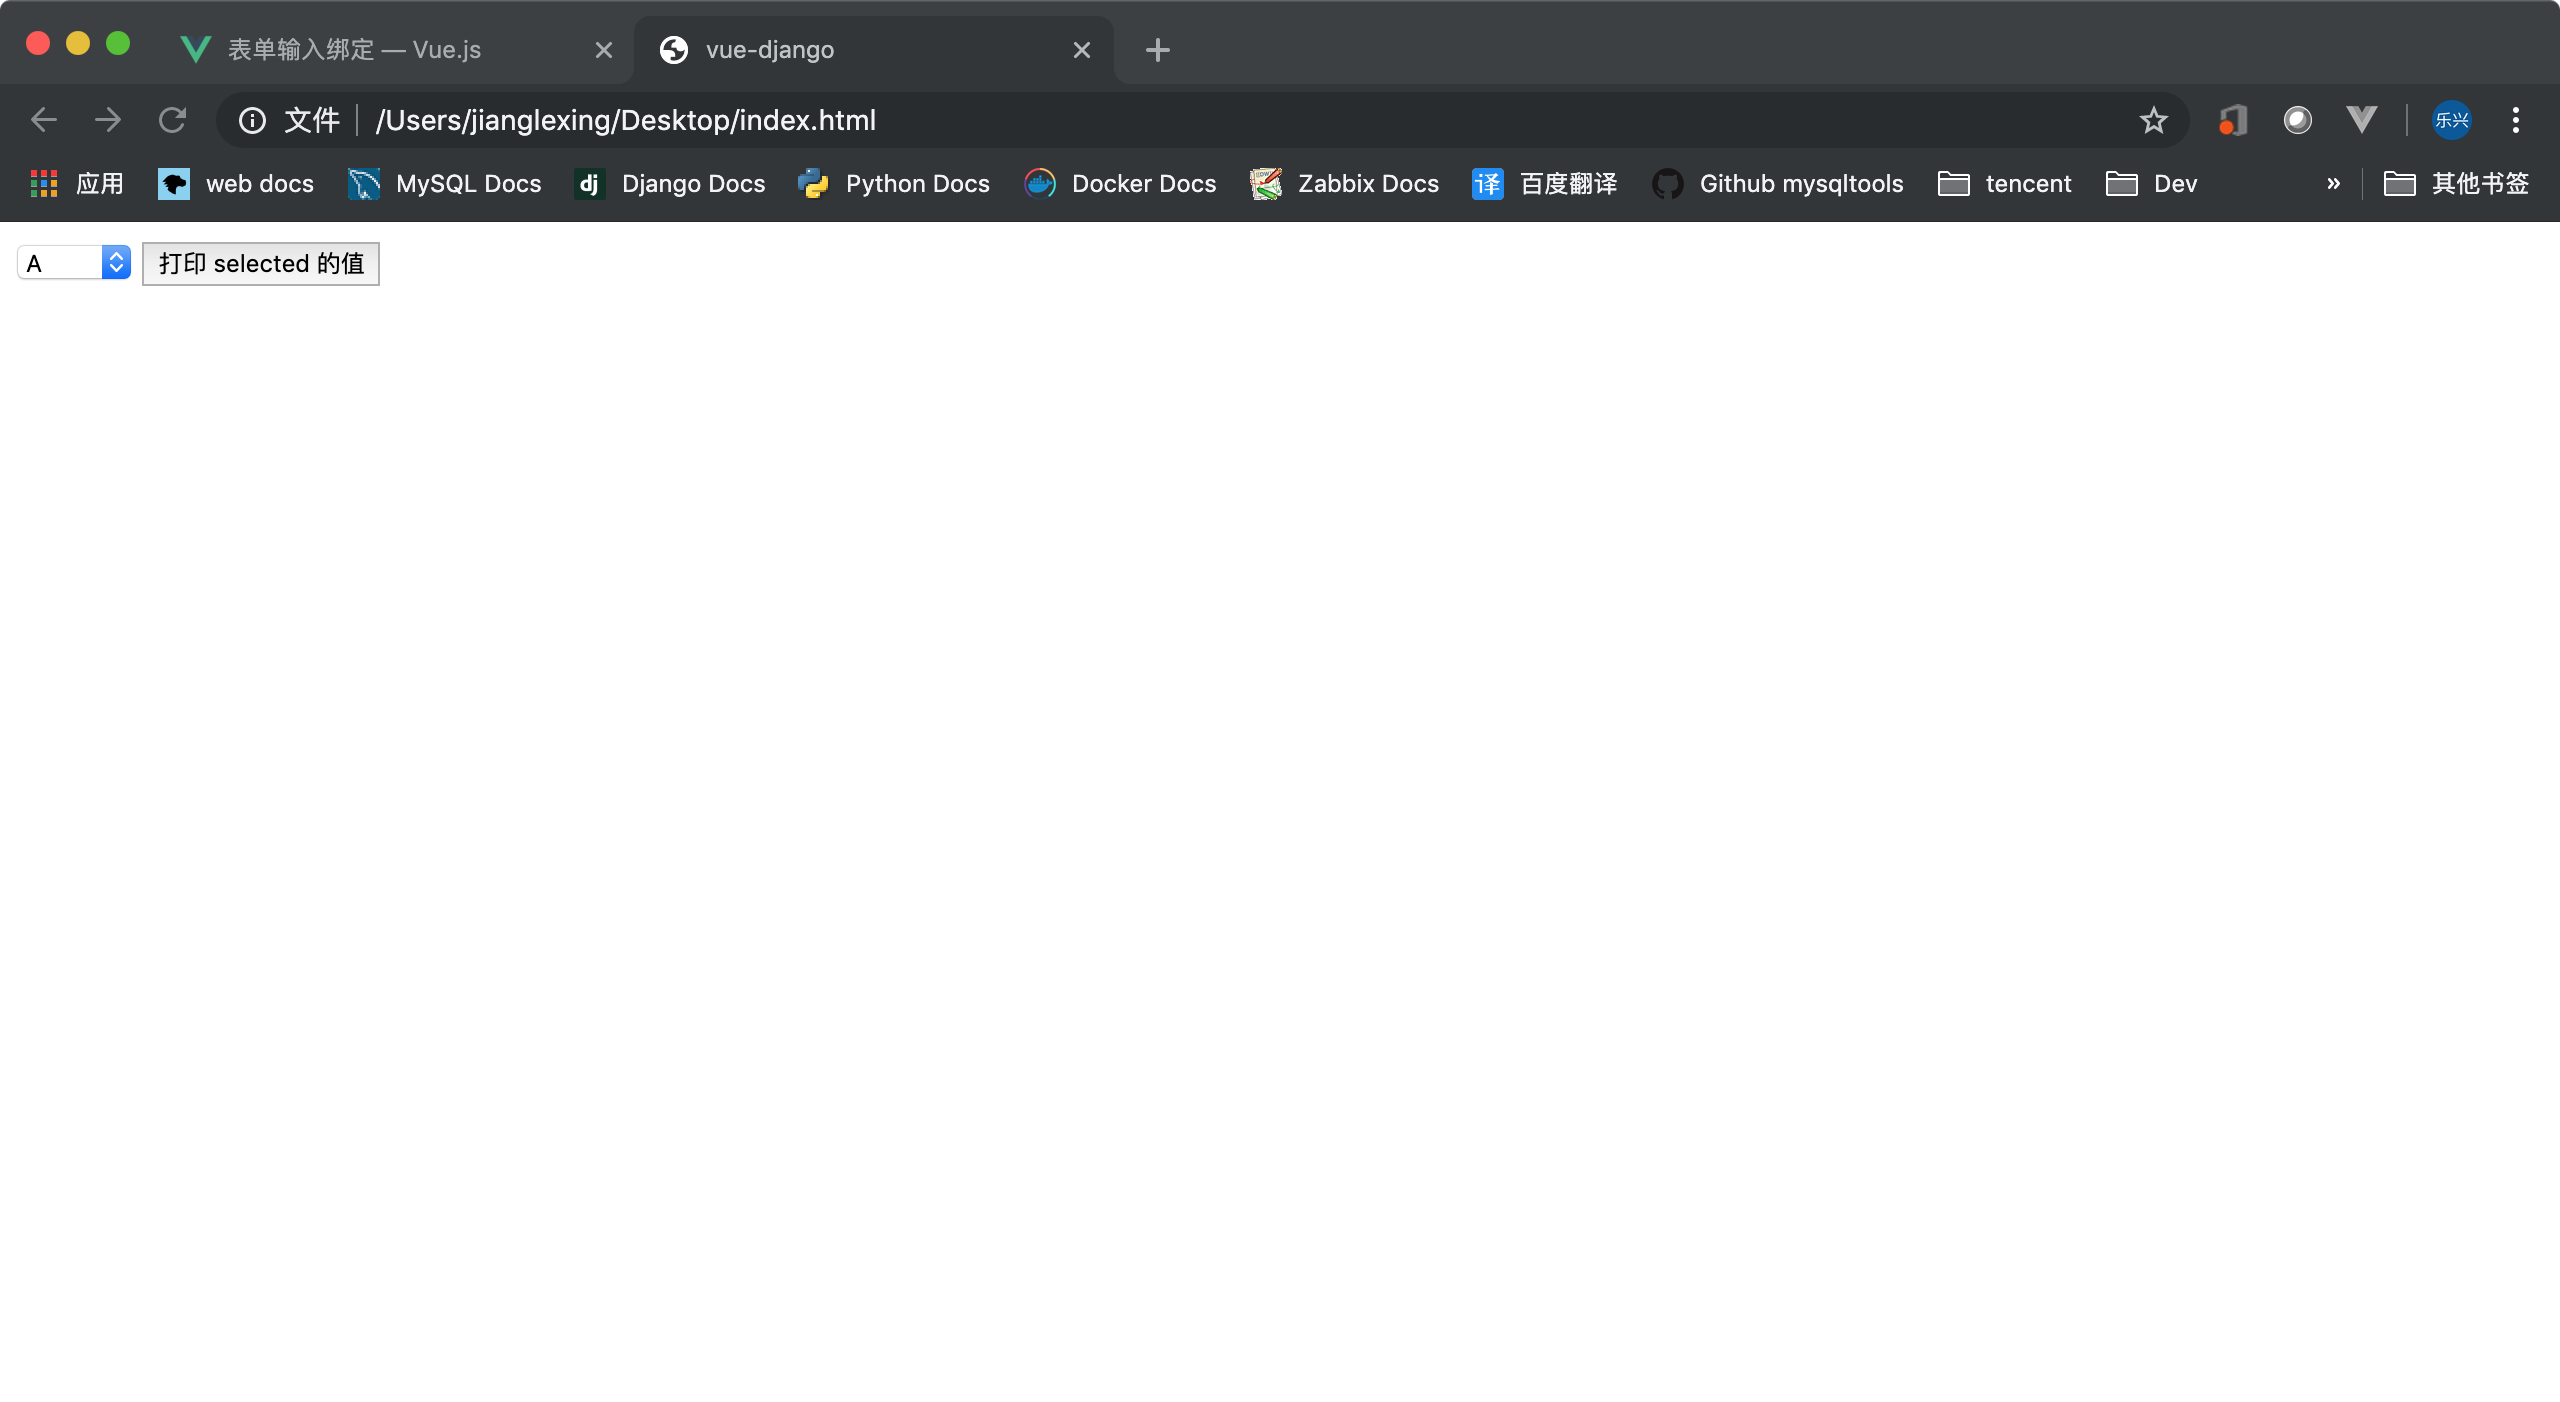 表单输入绑定 — Vue.js vue-django
文件 /Users/jianglexing/Desktop/index.html 乐兴
应用 web docs MySQL Docs dj Django Docs Python Docs Docker Docs Zabbix Docs 译 百度翻译 Github mysqltools tencent Dev » 其他书签
A 打印 selected 的值